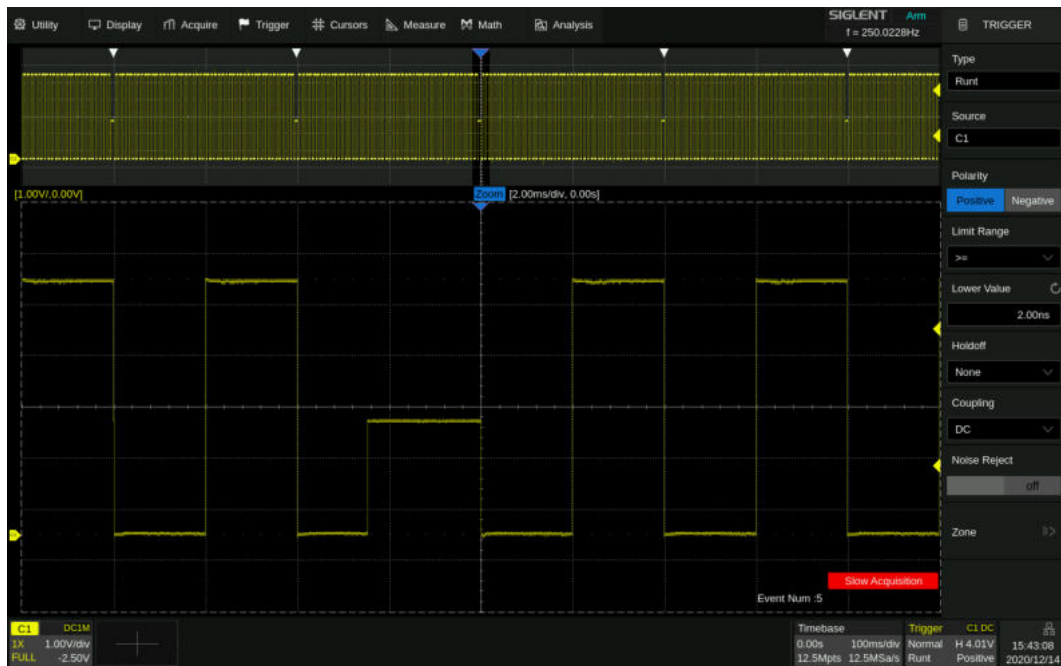 Utility Display Acquire Trigger Cursors Measure Math Analysis
SIGLENT Arm
f = 250.0228Hz
TRIGGER
Type
Runt
Source
C1
Polarity
Positive Negative
Limit Range
>=
Lower Value
2.00ns
Holdoff
None
Coupling
DC
Noise Reject
off
Zone
[1.00V/,0.00V] Zoom [2.00ms/div, 0.00s]
Slow Acquisition
Event Num :5
C1 DC1M
1X 1.00V/div
FULL -2.50V
Timebase
0.00s 100ms/div
12.5Mpts 12.5MSa/s
Trigger C1 DC
Normal H 4.01V
Runt Positive
15:43:08
2020/12/14